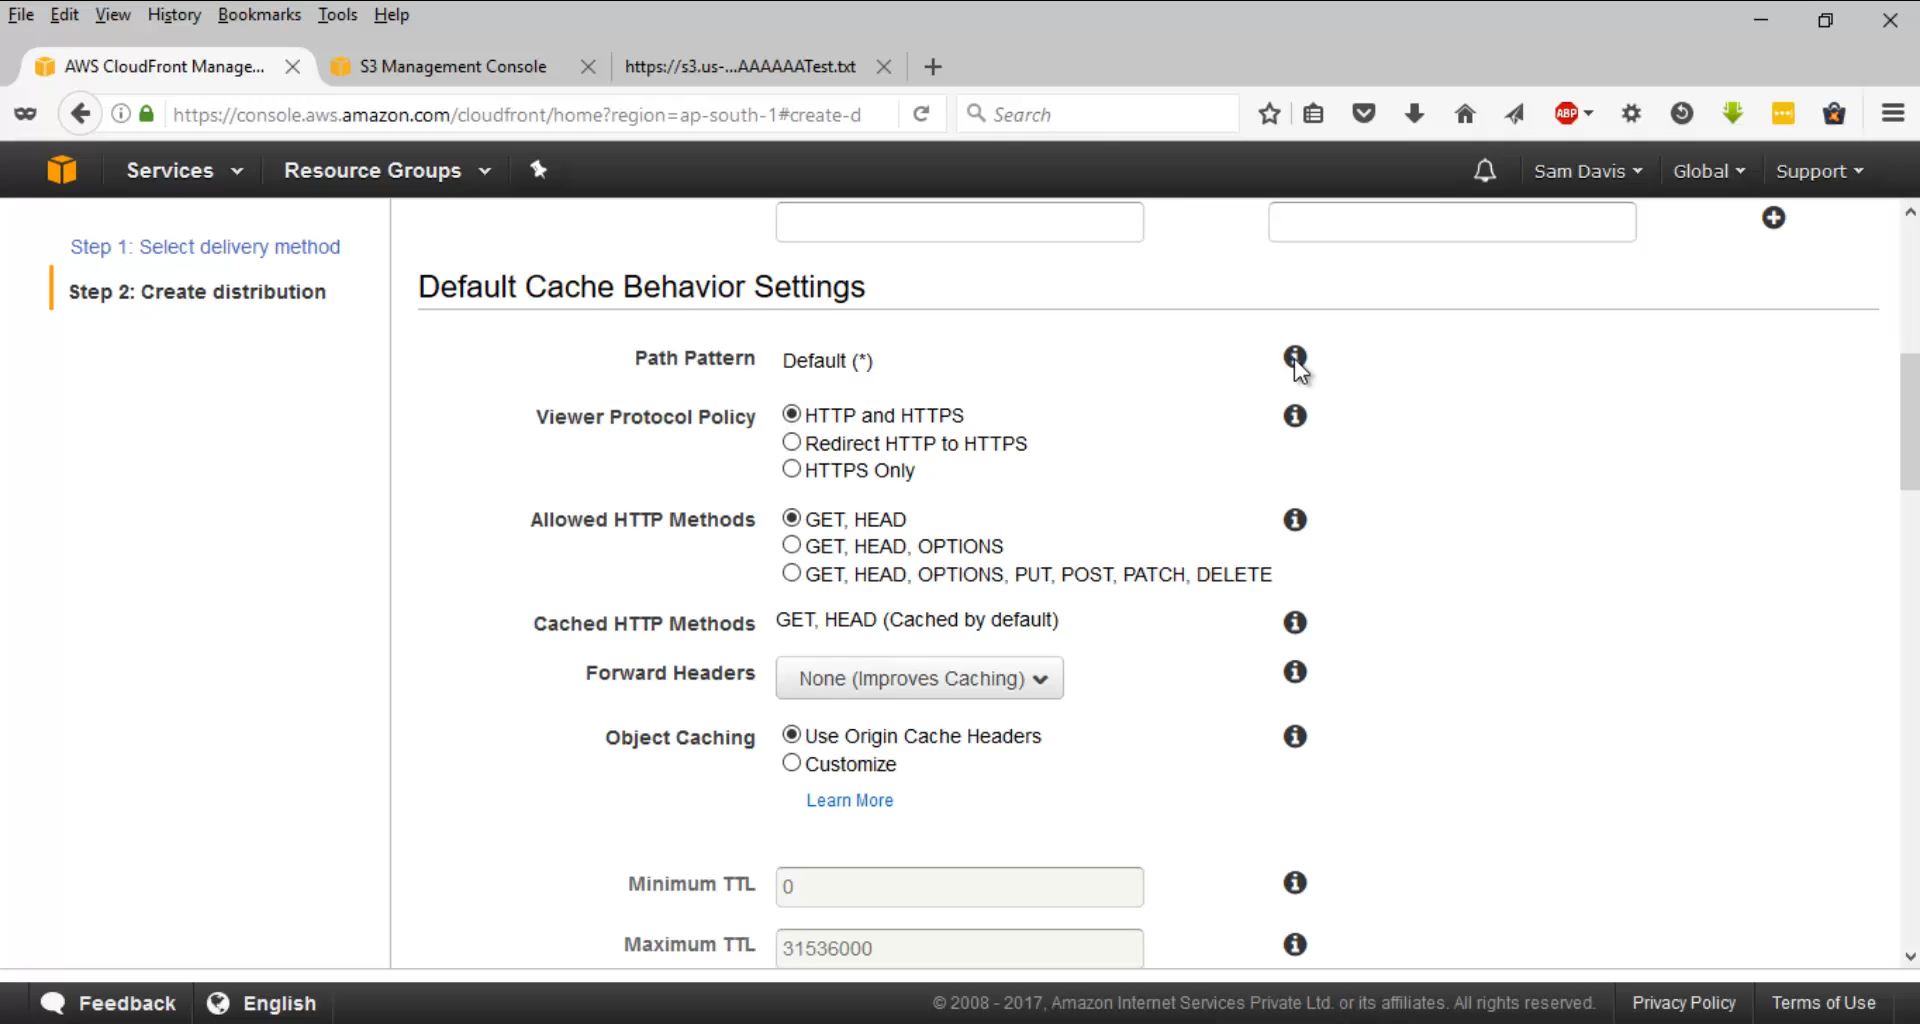 File Edit View History Bookmarks Tools Help
AWS CloudFront Manage... S3 Management Console https://s3.us-...AAAAAATest.txt
https://console.aws.amazon.com/cloudfront/home?region=ap-south-1#create-d Search ABP
Services Resource Groups Sam Davis Global Support
Step 1: Select delivery method
Step 2: Create distribution
Default Cache Behavior Settings
Path Pattern Default (*)
Viewer Protocol Policy HTTP and HTTPS
Redirect HTTP to HTTPS
HTTPS Only
Allowed HTTP Methods GET, HEAD
GET, HEAD, OPTIONS
GET, HEAD, OPTIONS, PUT, POST, PATCH, DELETE
Cached HTTP Methods GET, HEAD (Cached by default)
Forward Headers None (Improves Caching)
Object Caching Use Origin Cache Headers
Customize
Learn More
Minimum TTL 0
Maximum TTL 31536000
Feedback English © 2008 - 2017, Amazon Internet Services Private Ltd. or its affiliates. All rights reserved. Privacy Policy Terms of Use